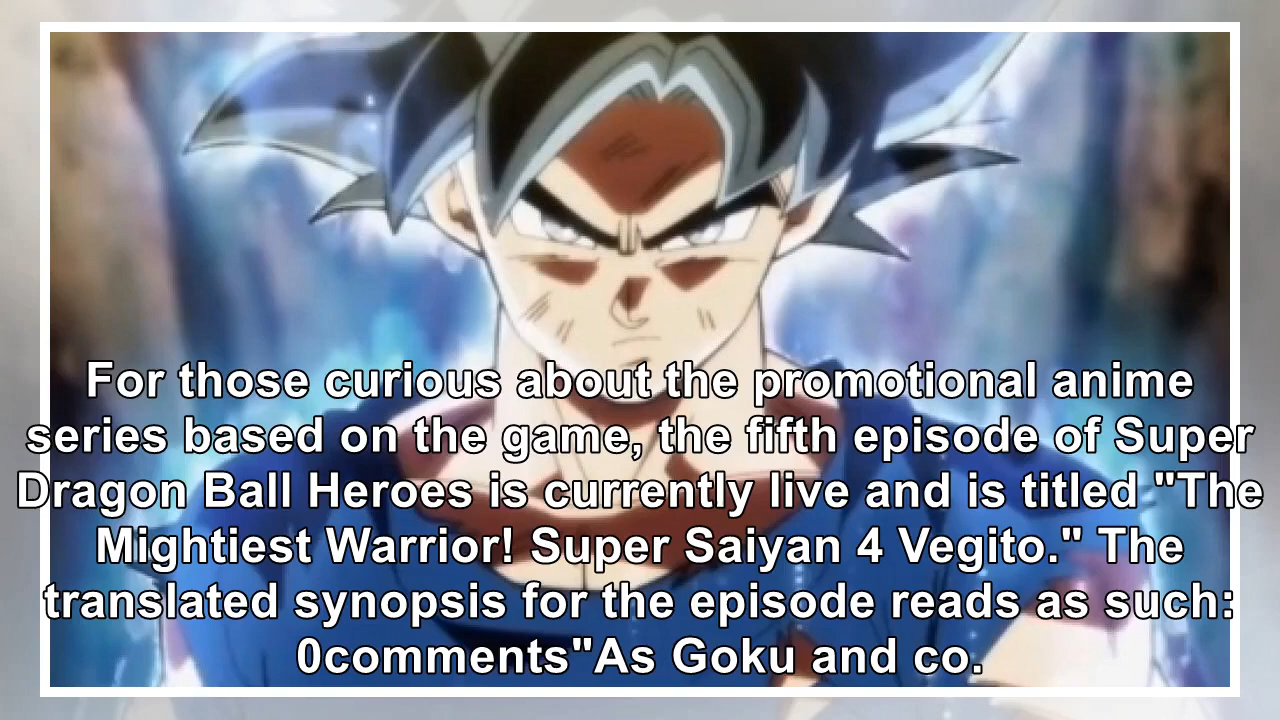 For those curious about the promotional anime
series based on the game, the fifth episode of Super
Dragon Ball Heroes is currently live and is titled "The
Mightiest Warrior! Super Saiyan 4 Vegito." The
translated synopsis for the episode reads as such:
0comments"As Goku and co.